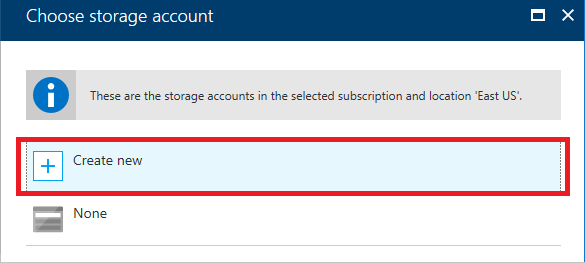 Choose storage account
These are the storage accounts in the selected subscription and location 'East US'.
Create new
None